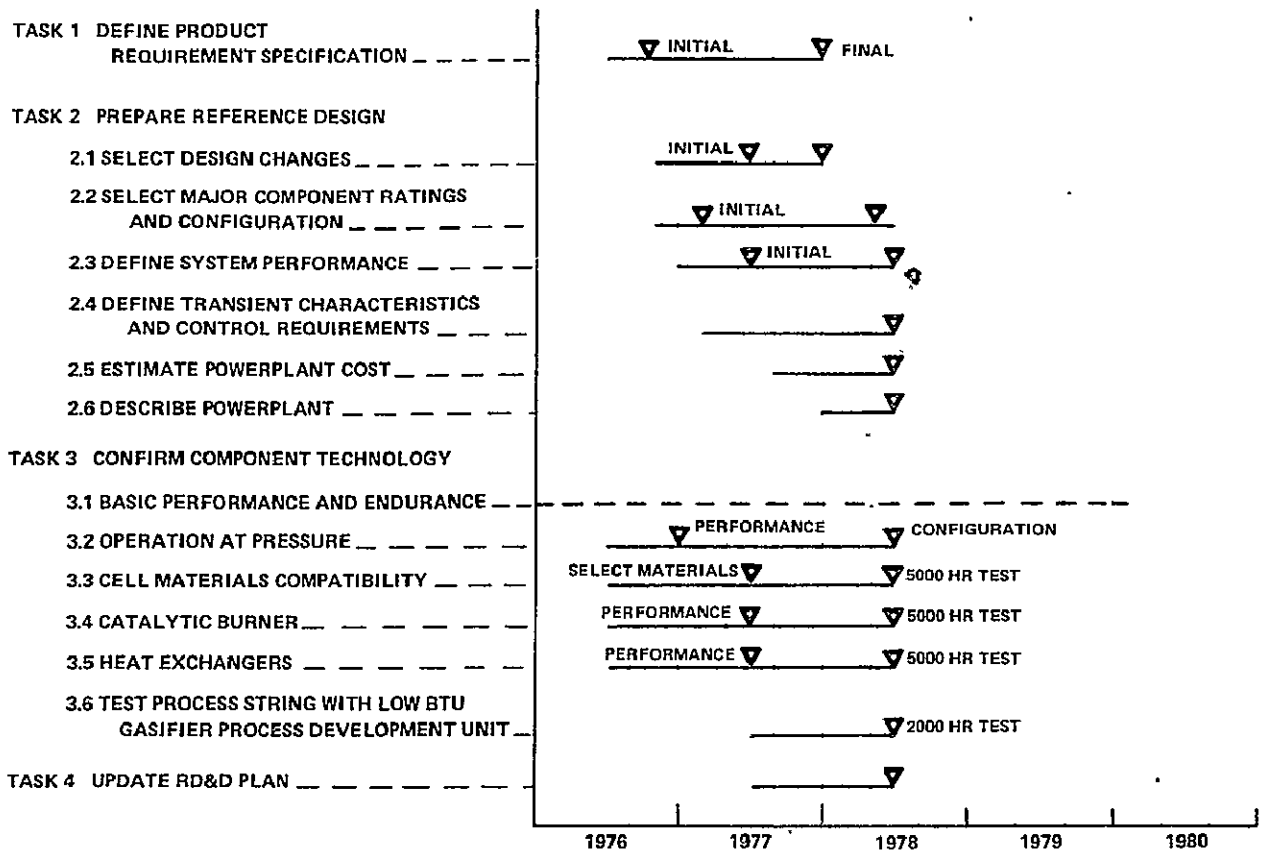 TASK 1 DEFINE PRODUCT
REQUIREMENT SPECIFICATION
INITIAL
FINAL
TASK 2 PREPARE REFERENCE DESIGN
2.1 SELECT DESIGN CHANGES
INITIAL
2.2 SELECT MAJOR COMPONENT RATINGS
AND CONFIGURATION
INITIAL
2.3 DEFINE SYSTEM PERFORMANCE
INITIAL
2.4 DEFINE TRANSIENT CHARACTERISTICS
AND CONTROL REQUIREMENTS
2.5 ESTIMATE POWERPLANT COST
2.6 DESCRIBE POWERPLANT
TASK 3 CONFIRM COMPONENT TECHNOLOGY
3.1 BASIC PERFORMANCE AND ENDURANCE
3.2 OPERATION AT PRESSURE
PERFORMANCE
CONFIGURATION
3.3 CELL MATERIALS COMPATIBILITY
SELECT MATERIALS
5000 HR TEST
3.4 CATALYTIC BURNER
PERFORMANCE
5000 HR TEST
3.5 HEAT EXCHANGERS
PERFORMANCE
5000 HR TEST
3.6 TEST PROCESS STRING WITH LOW BTU
GASIFIER PROCESS DEVELOPMENT UNIT
2000 HR TEST
TASK 4 UPDATE RD&D PLAN
1976 1977 1978 1979 1980